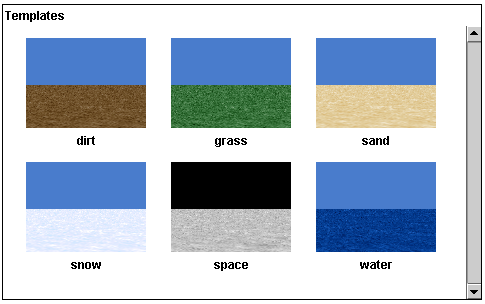 Templates
dirt grass sand
snow space water